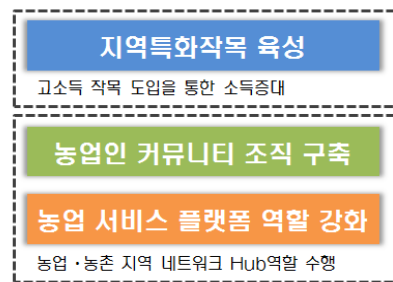 지역특화작목 육성
고소득 작목 도입을 통한 소득증대
농업인 커뮤니티 조직 구축
농업 서비스 플랫폼 역할 강화
농업・농촌 지역 네트워크 Hub역할 수행